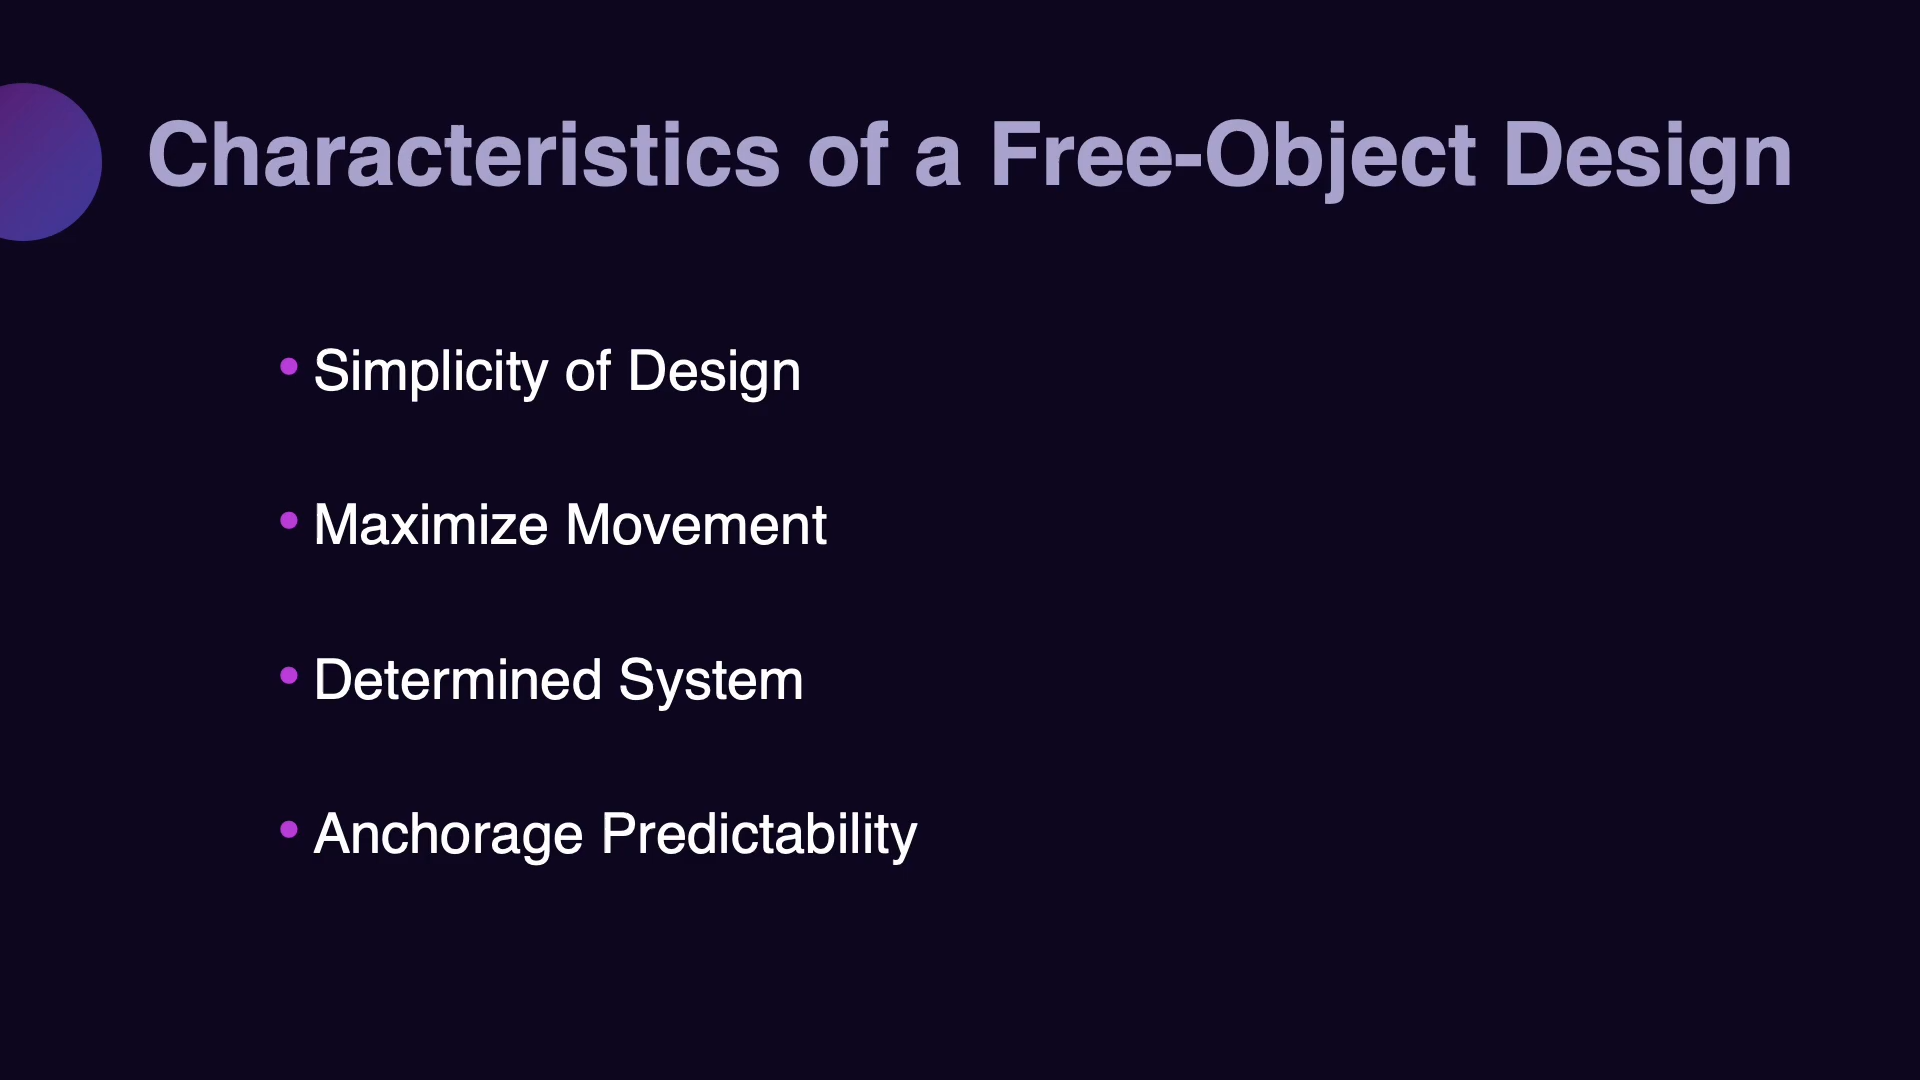 Characteristics of a Free-Object Design
• Simplicity of Design
• Maximize Movement
• Determined System
• Anchorage Predictability